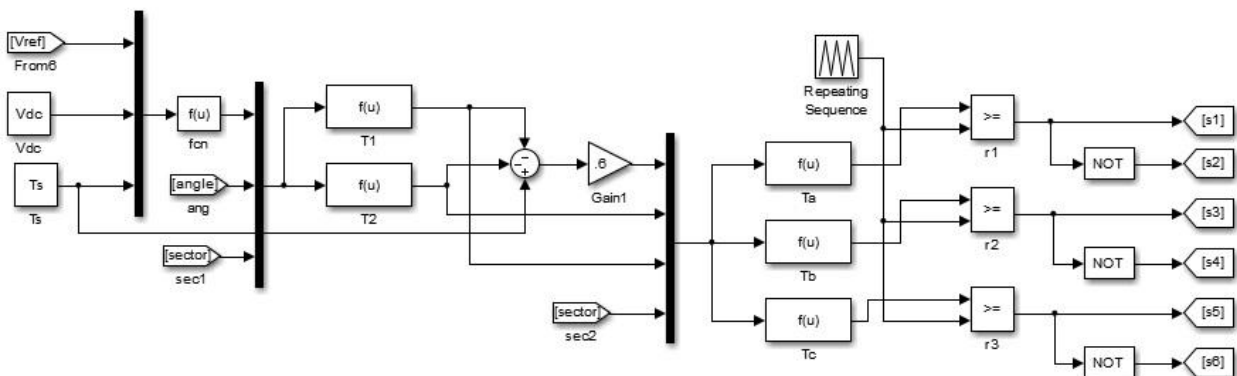 [Vref]
From6
Vdc
Vdc
Ts
Ts
f(u)
fcn
[angle]
ang
[sector]
sec1
f(u)
T1
f(u)
T2
.6
Gain1
[sector]
sec2
Repeating
Sequence
f(u)
Ta
f(u)
Tb
f(u)
Tc
>=
r1
>=
r2
>=
r3
NOT
NOT
NOT
[s1]
[s2]
[s3]
[s4]
[s5]
[s6]